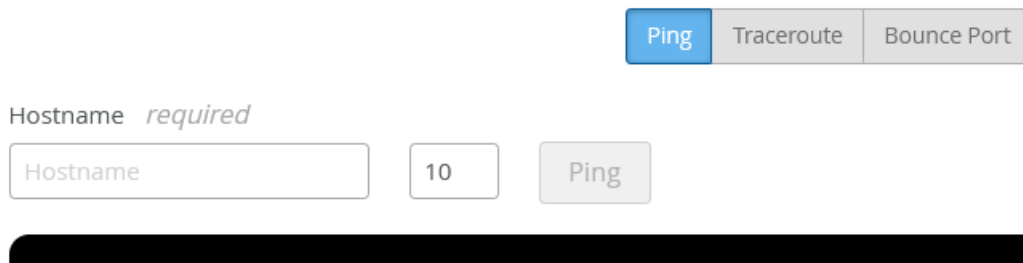 Ping Traceroute Bounce Port
Hostname required
Hostname 10 Ping